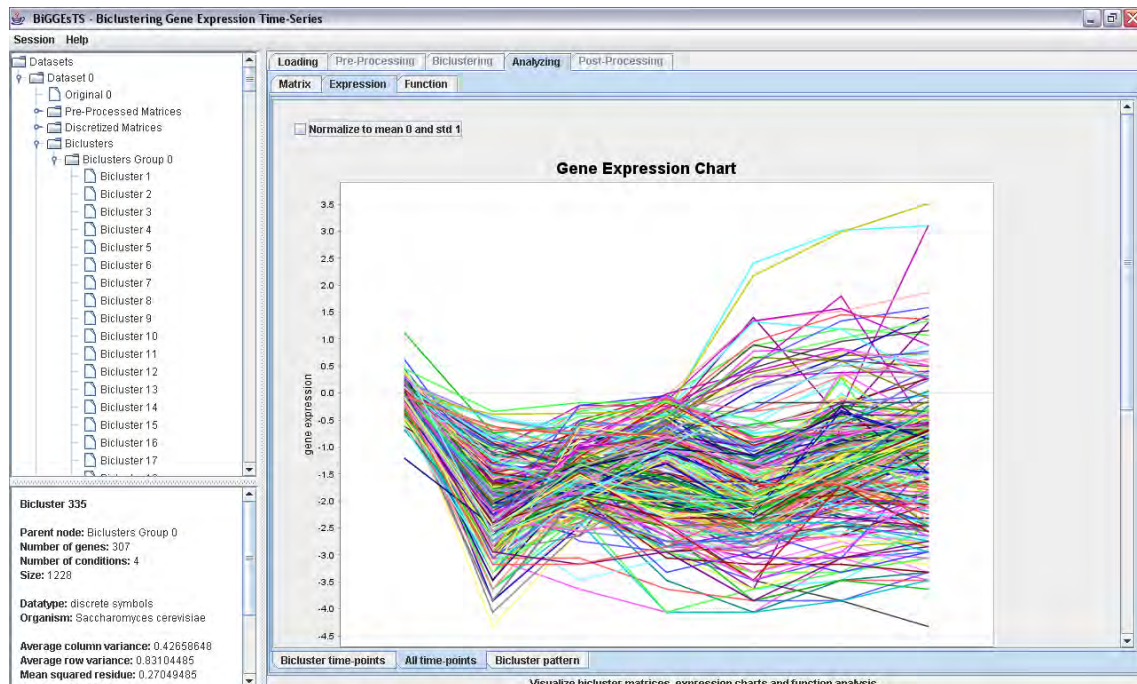 BiGGEsTS - Biclustering Gene Expression Time-Series
Session Help
Datasets
Dataset 0
Original 0
Pre-Processed Matrices
Discretized Matrices
Biclusters
Biclusters Group 0
Bicluster 1
Bicluster 2
Bicluster 3
Bicluster 4
Bicluster 5
Bicluster 6
Bicluster 7
Bicluster 8
Bicluster 9
Bicluster 10
Bicluster 11
Bicluster 12
Bicluster 13
Bicluster 14
Bicluster 15
Bicluster 16
Bicluster 17
Bicluster 335
Parent node: Biclusters Group 0
Number of genes: 307
Number of conditions: 4
Size: 1228
Datatype: discrete symbols
Organism: Saccharomyces cerevisiae
Average column variance: 0.42658648
Average row variance: 0.83104485
Mean squared residue: 0.27049485
Loading Pre-Processing Biclustering Analyzing Post-Processing
Matrix Expression Function
Normalize to mean 0 and std 1
Gene Expression Chart
gene expression
3.5
3.0
2.5
2.0
1.5
1.0
0.5
0.0
-0.5
-1.0
-1.5
-2.0
-2.5
-3.0
-3.5
-4.0
-4.5
Bicluster time-points All time-points Bicluster pattern
Visualize bicluster matrices, expression charts and function analysis